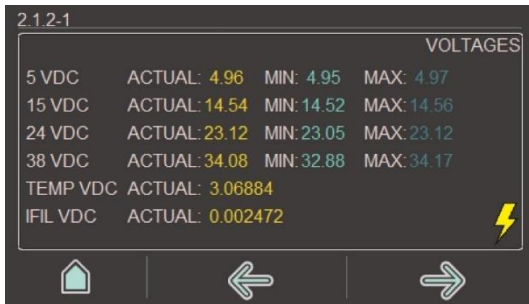 2.1.2-1
VOLTAGES
5 VDC ACTUAL: 4.96 MIN: 4.95 MAX: 4.97
15 VDC ACTUAL: 14.54 MIN: 14.52 MAX: 14.56
24 VDC ACTUAL: 23.12 MIN: 23.05 MAX: 23.12
38 VDC ACTUAL: 34.08 MIN: 32.88 MAX: 34.17
TEMP VDC ACTUAL: 3.06884
IFIL VDC ACTUAL: 0.002472